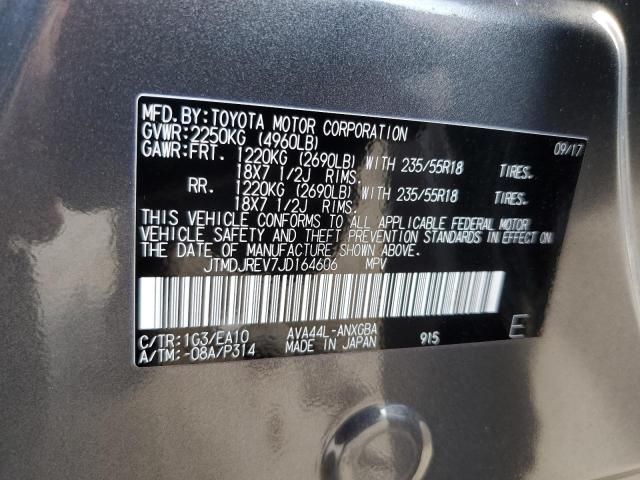 MFD.BY:TOYOTA MOTOR CORPORATION 09/17
GVWR:2250KG (4960LB)
GAWR:FRT. 1220KG (2690LB) WITH 235/55R18 TIRES.
18X7 1/2J RIMS.
RR. 1220KG (2690LB) WITH 235/55R18 TIRES.
18X7 1/2J RIMS.
THIS VEHICLE CONFORMS TO ALL APPLICABLE FEDERAL MOTOR
VEHICLE SAFETY AND THEFT PREVENTION STANDARDS IN EFFECT ON
THE DATE OF MANUFACTURE SHOWN ABOVE.
JTMDJREV7JD164606 MPV
C/TR:1G3/EA10 AVA44L-ANXGBA 915 E
A/TM:-08A/P314 MADE IN JAPAN